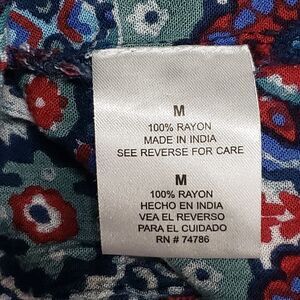 M
100% RAYON
MADE IN INDIA
SEE REVERSE FOR CARE
M
100% RAYON
HECHO EN INDIA
VEA EL REVERSO
PARA EL CUIDADO
RN # 74786